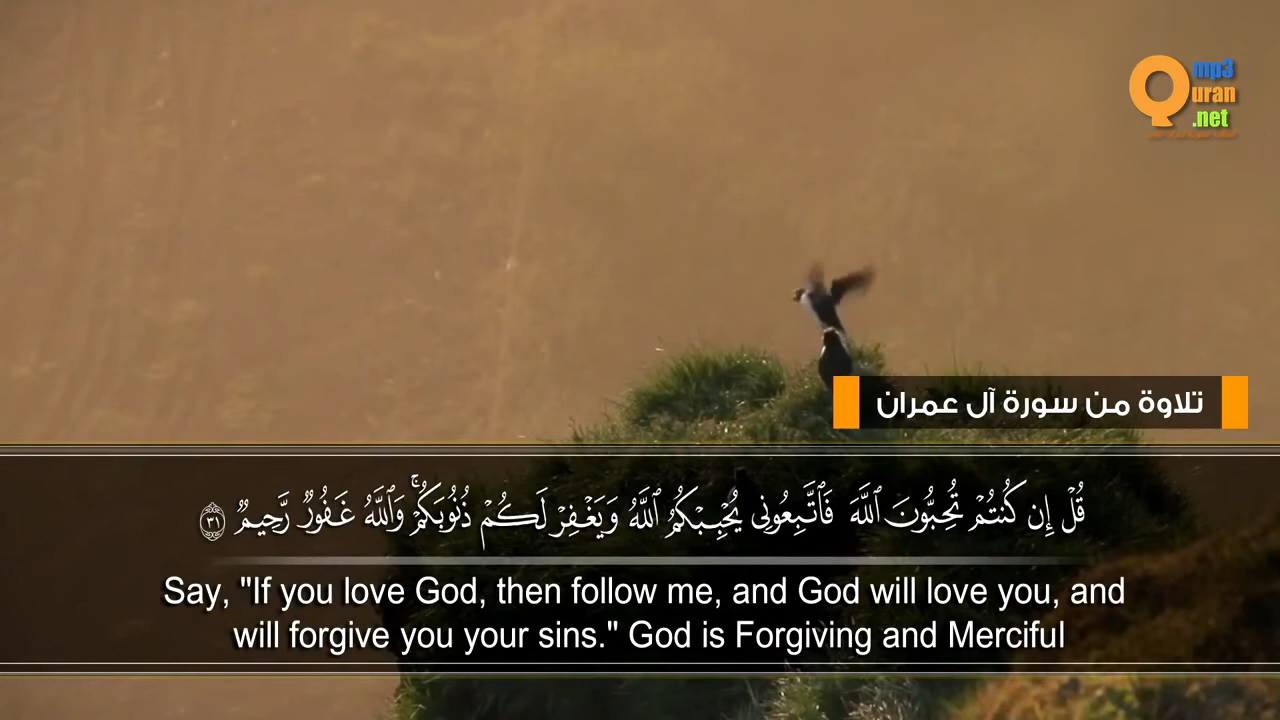 mp3
Quran
.net
تلاوة من سورة آل عمران
قُلْ إِن كُنتُمْ تُحِبُّونَ ٱللَّهَ فَٱتَّبِعُونِى يُحْبِبْكُمُ ٱللَّهُ وَيَغْفِرْ لَكُمْ ذُنُوبَكُمْ ۗ وَٱللَّهُ غَفُورٌ رَّحِيمٌ ٣١
Say, "If you love God, then follow me, and God will love you, and
will forgive you your sins." God is Forgiving and Merciful